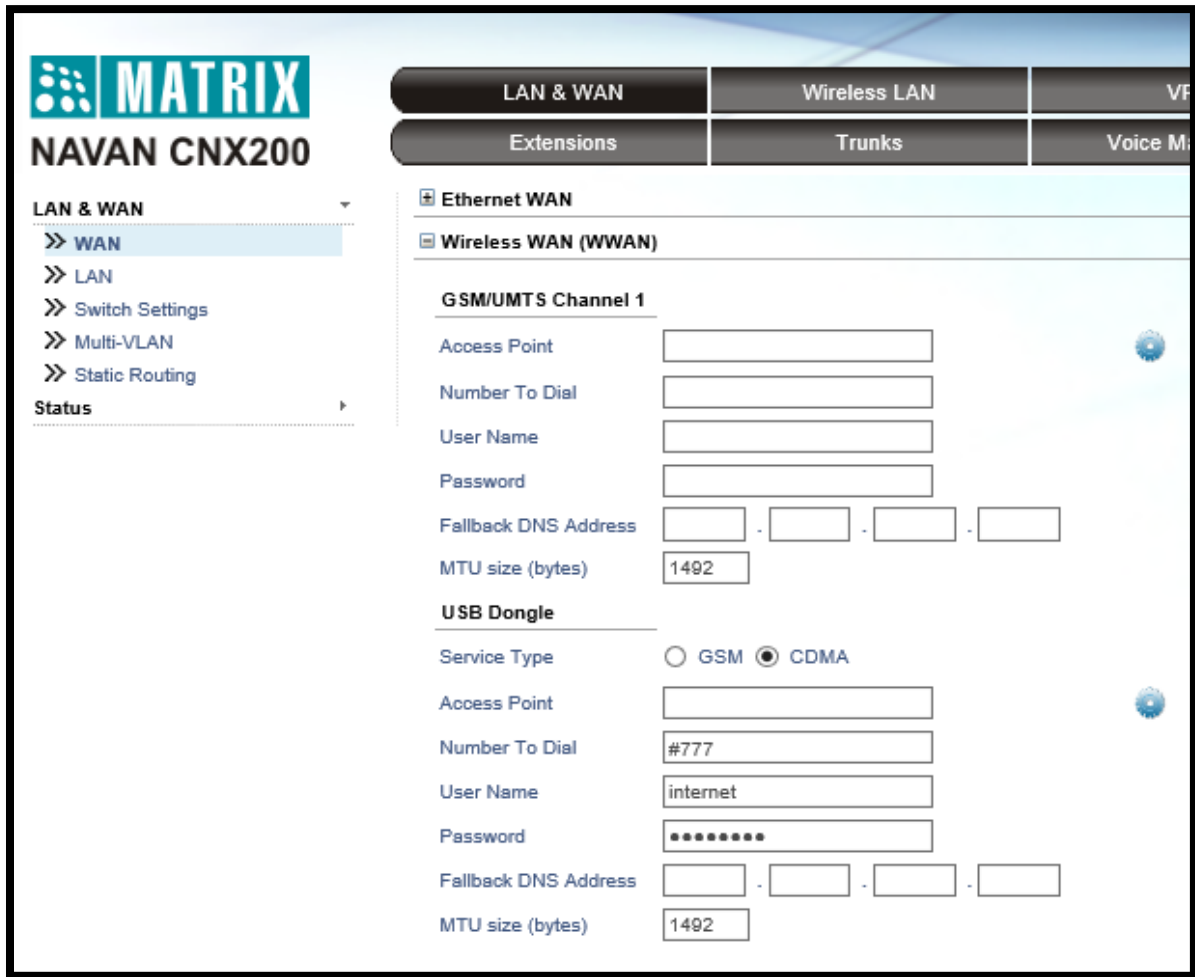 MATRIX
NAVAN CNX200
LAN & WAN Wireless LAN
Extensions Trunks Voice
LAN & WAN
WAN
LAN
Switch Settings
Multi-VLAN
Static Routing
Status
Ethernet WAN
Wireless WAN (WWAN)
GSM/UMTS Channel 1
Access Point
Number To Dial
User Name
Password
Fallback DNS Address . . .
MTU size (bytes) 1492
USB Dongle
Service Type GSM CDMA
Access Point
Number To Dial #777
User Name internet
Password ••••••••
Fallback DNS Address . . .
MTU size (bytes) 1492